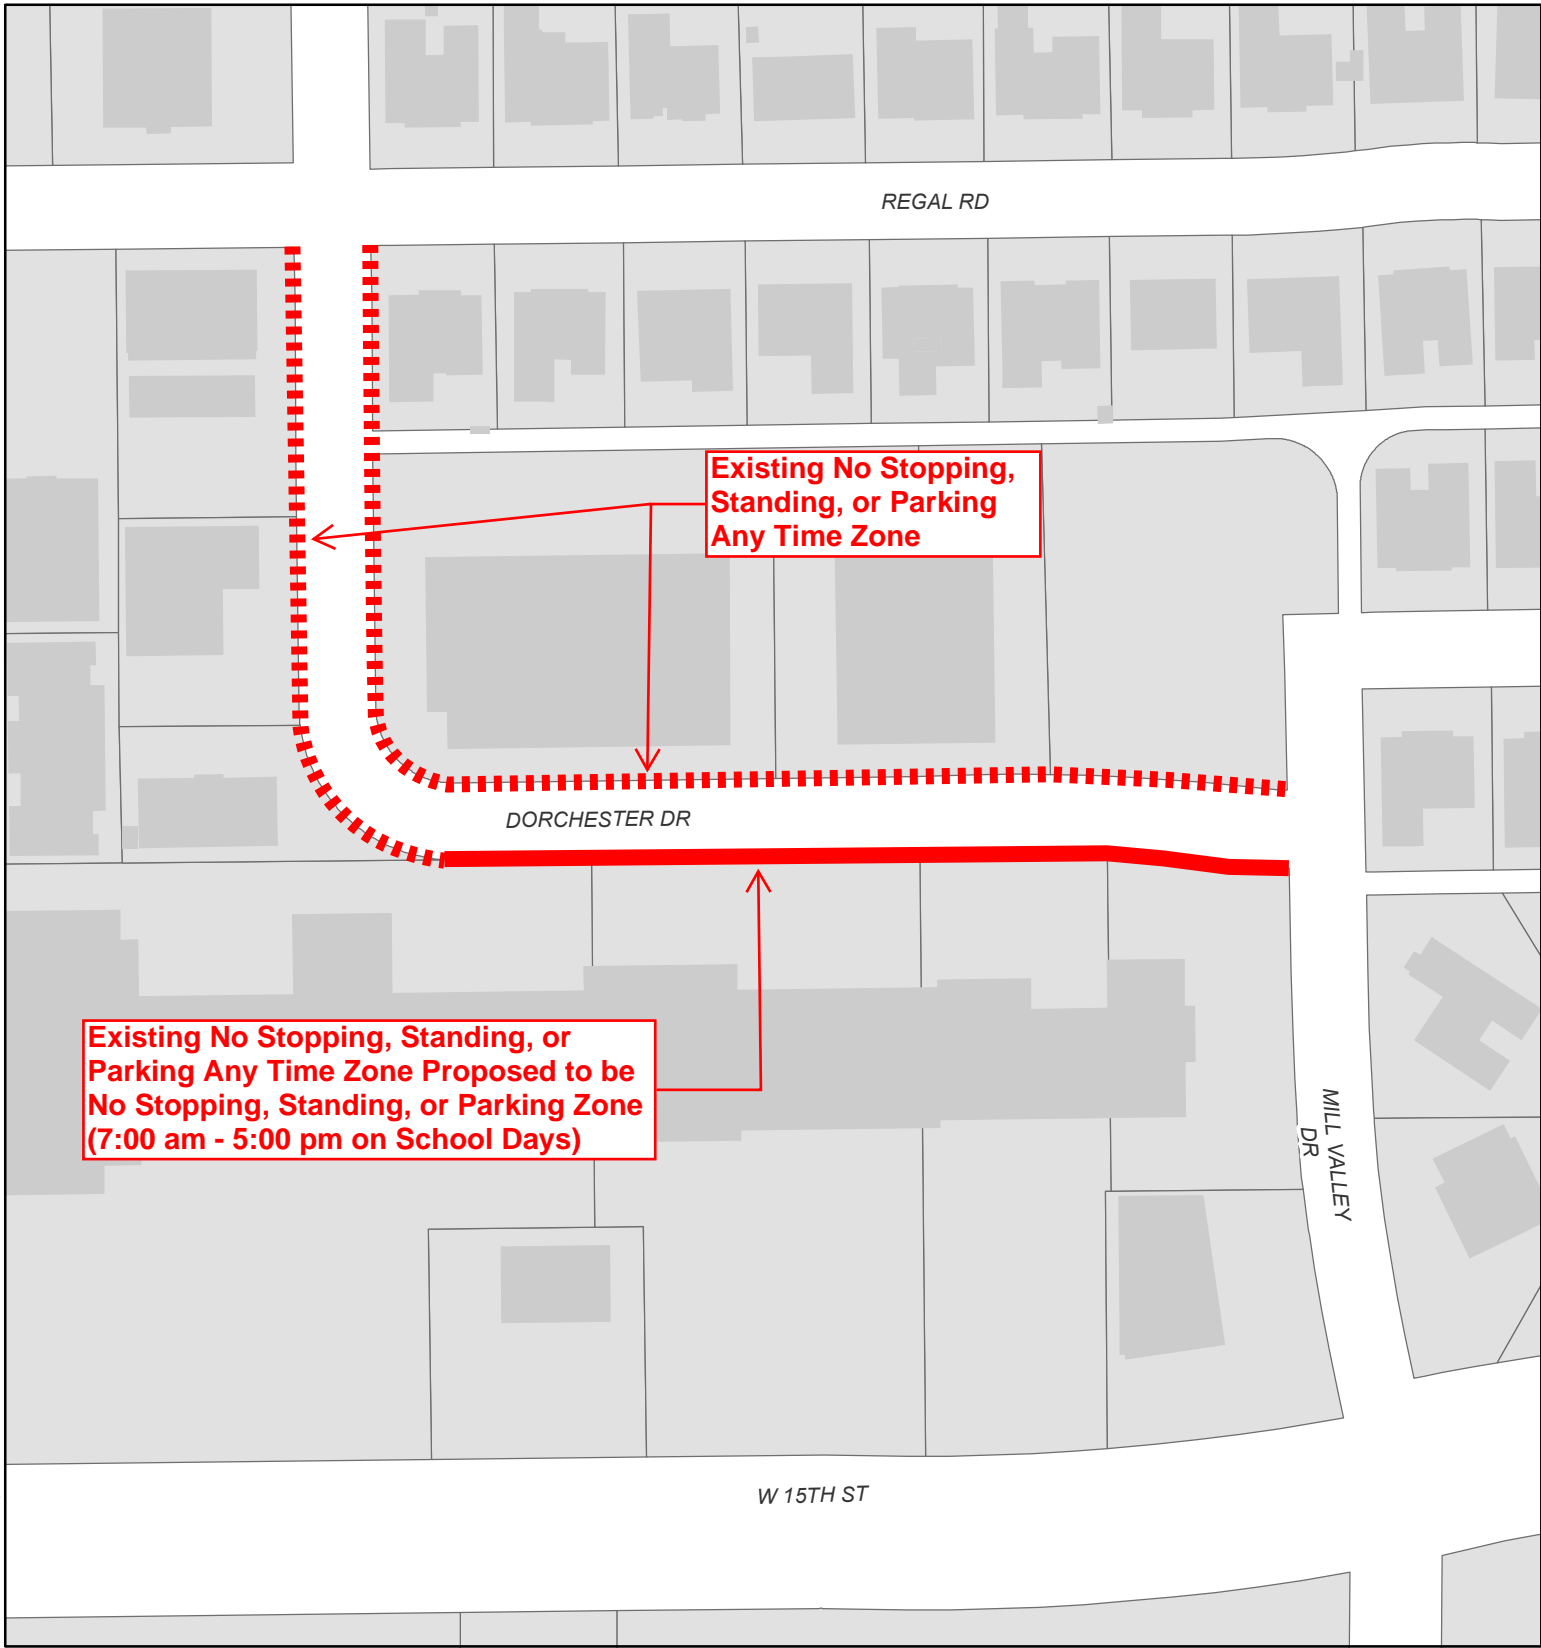 REGAL RD
Existing No Stopping,
Standing, or Parking
Any Time Zone
DORCHESTER DR
Existing No Stopping, Standing, or
Parking Any Time Zone Proposed to be
No Stopping, Standing, or Parking Zone
(7:00 am - 5:00 pm on School Days)
MILL VALLEY
DR
W 15TH ST